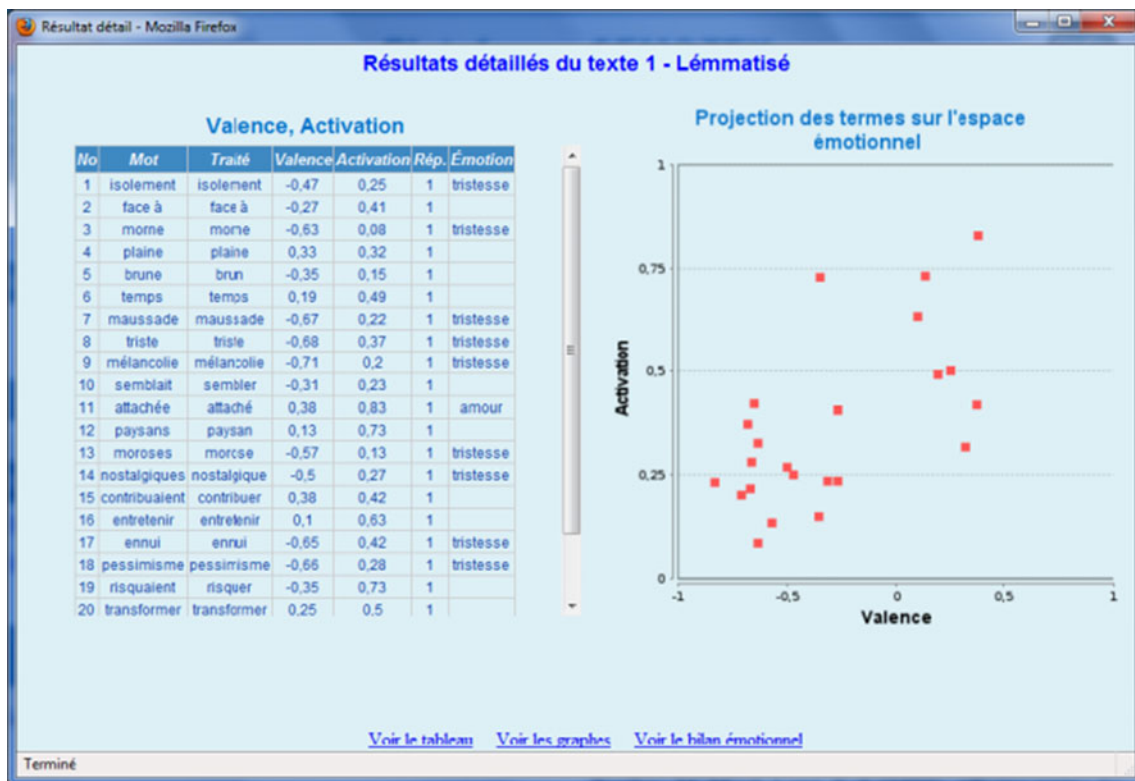 Résultat détail - Mozilla Firefox
Résultats détaillés du texte 1 - Lémmatisé
Valence, Activation
No Mot Traité Valence Activation Rép. Émotion
1 isolement isolement -0,47 0,25 1 tristesse
2 face à face à -0,27 0,41 1
3 morne morne -0,63 0,08 1 tristesse
4 plaine plaine 0,33 0,32 1
5 brune brun -0,35 0,15 1
6 temps temps 0,19 0,49 1
7 maussade maussade -0,67 0,22 1 tristesse
8 triste triste -0,68 0,37 1 tristesse
9 mélancolie mélancolie -0,71 0,2 1 tristesse
10 semblait sembler -0,31 0,23 1
11 attachée attaché 0,38 0,83 1 amour
12 paysans paysan 0,13 0,73 1
13 moroses morose -0,57 0,13 1 tristesse
14 nostalgiques nostalgique -0,5 0,27 1 tristesse
15 contribuaient contribuer 0,38 0,42 1
16 entretenir entretenir 0,1 0,63 1
17 ennui ennui -0,65 0,42 1 tristesse
18 pessimisme pessimisme -0,66 0,28 1 tristesse
19 risquaient risquer -0,35 0,73 1
20 transformer transformer 0,25 0,5 1
Projection des termes sur l'espace
émotionnel
1
0,75
0,5
0,25
0
Activation
-1 -0,5 0 0,5 1
Valence
Voir le tableau Voir les graphes Voir le bilan émotionnel
Terminé